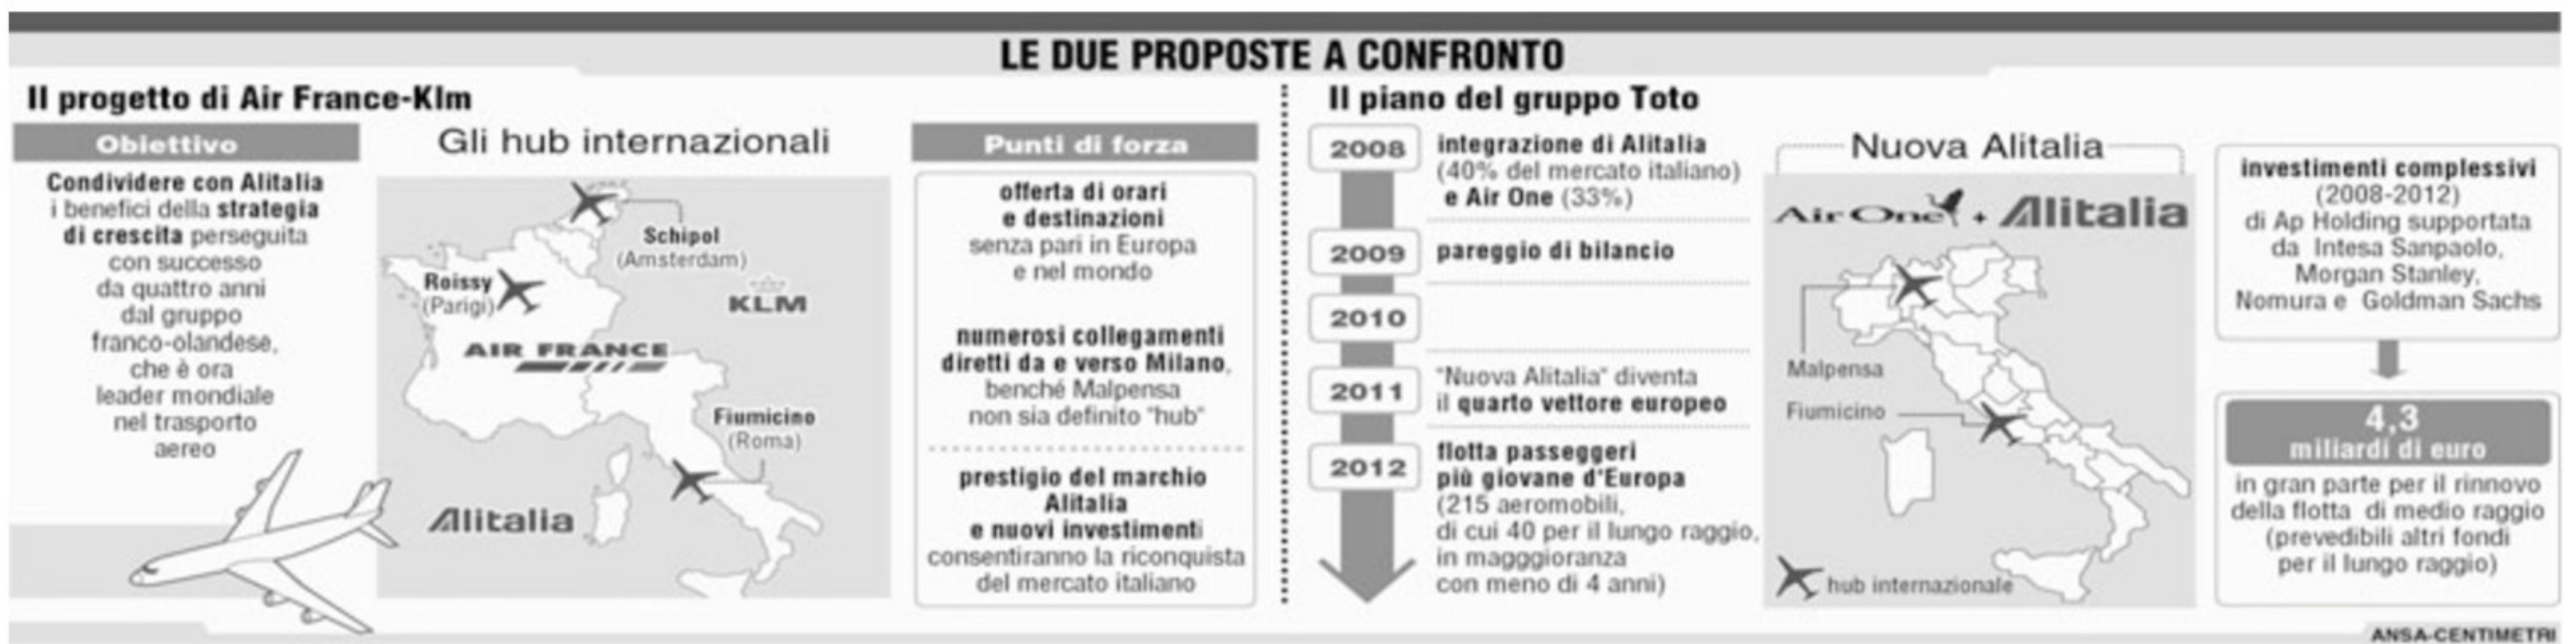 LE DUE PROPOSTE A CONFRONTO
Il progetto di Air France-Klm
Obiettivo
Condividere con Alitalia
i benefici della strategia
di crescita perseguita
con successo
da quattro anni
dal gruppo
franco-olandese,
che è ora
leader mondiale
nel trasporto
aereo
Gli hub internazionali
Schipol
(Amsterdam)
Roissy
(Parigi)
KLM
AIR FRANCE
Fiumicino
(Roma)
Alitalia
Punti di forza
offerta di orari
e destinazioni
senza pari in Europa
e nel mondo
numerosi collegamenti
diretti da e verso Milano,
benché Malpensa
non sia definito "hub"
prestigio del marchio
Alitalia
e nuovi investimenti
consentiranno la riconquista
del mercato italiano
Il piano del gruppo Toto
2008
integrazione di Alitalia
(40% del mercato italiano)
e Air One (33%)
2009
pareggio di bilancio
2010
2011
"Nuova Alitalia" diventa
il quarto vettore europeo
2012
flotta passeggeri
più giovane d'Europa
(215 aeromobili,
di cui 40 per il lungo raggio,
in magggioranza
con meno di 4 anni)
Nuova Alitalia
Air One + Alitalia
Malpensa
Fiumicino
hub internazionale
investimenti complessivi
(2008-2012)
di Ap Holding supportata
da Intesa Sanpaolo,
Morgan Stanley,
Nomura e Goldman Sachs
4,3
miliardi di euro
in gran parte per il rinnovo
della flotta di medio raggio
(prevedibili altri fondi
per il lungo raggio)
ANSA-CENTIMETRI